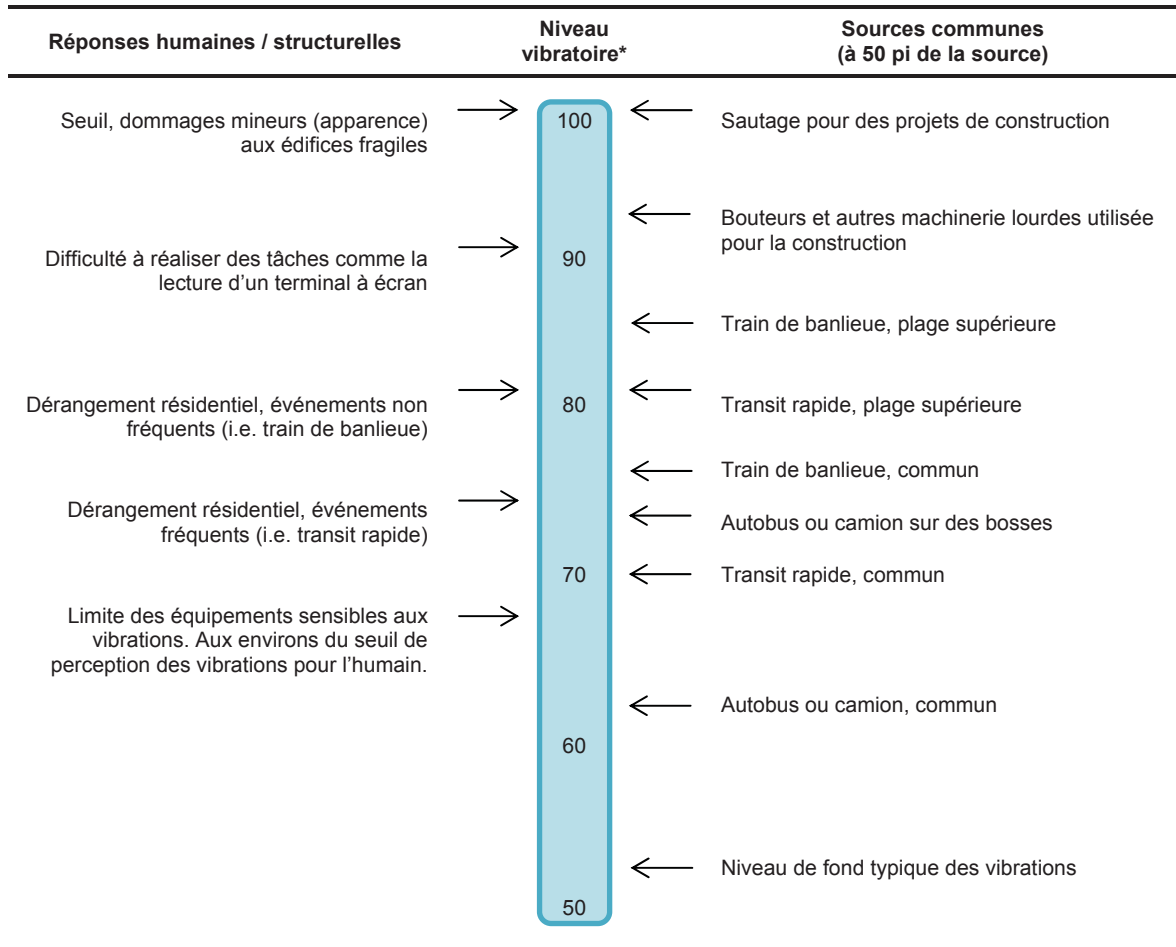 Réponses humaines / structurelles
Niveau
vibratoire*
Sources communes
(à 50 pi de la source)
Seuil, dommages mineurs (apparence)
aux édifices fragiles
100
Sautage pour des projets de construction
Bouteurs et autres machinerie lourdes utilisée
pour la construction
Difficulté à réaliser des tâches comme la
lecture d’un terminal à écran
90
Train de banlieue, plage supérieure
Dérangement résidentiel, événements non
fréquents (i.e. train de banlieue)
80
Transit rapide, plage supérieure
Train de banlieue, commun
Dérangement résidentiel, événements
fréquents (i.e. transit rapide)
Autobus ou camion sur des bosses
70
Transit rapide, commun
Limite des équipements sensibles aux
vibrations. Aux environs du seuil de
perception des vibrations pour l’humain.
Autobus ou camion, commun
60
Niveau de fond typique des vibrations
50